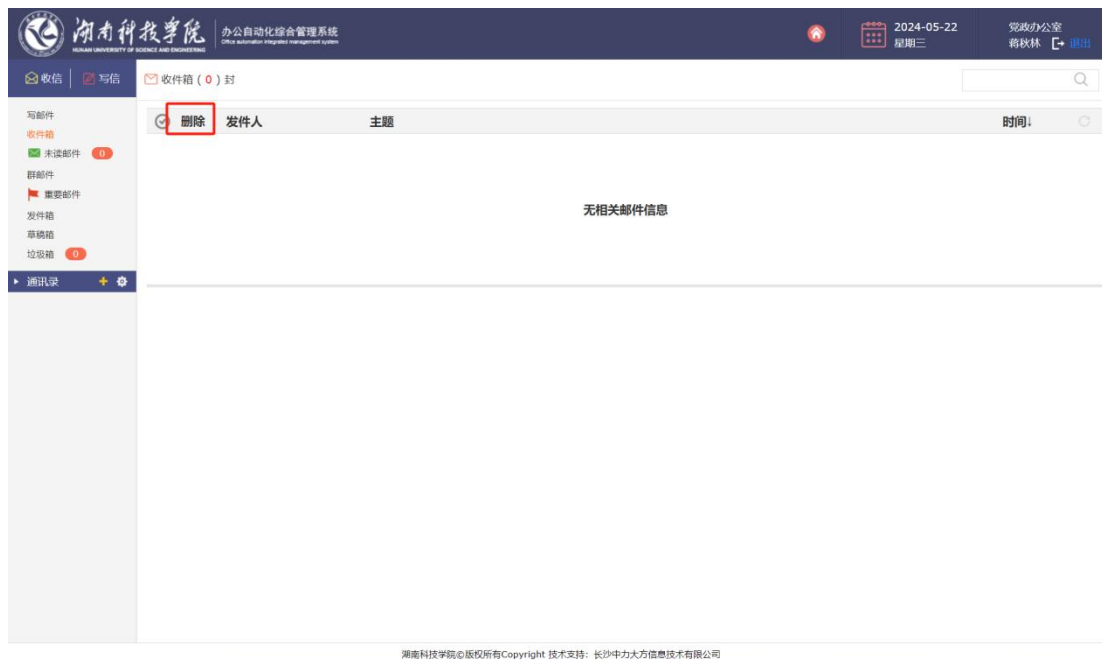 湖南科技学院
HUNAN UNIVERSITY OF SCIENCE AND ENGINEERING
办公自动化综合管理系统
Office automation integrated management system
2024-05-22
星期三
党政办公室
蒋秋林 退出
收信 写信
收件箱 ( 0 ) 封
写邮件
收件箱
未读邮件 0
群邮件
重要邮件
发件箱
草稿箱
垃圾箱 0
通讯录
删除 发件人 主题 时间↓
无相关邮件信息
湖南科技学院©版权所有Copyright 技术支持：长沙中力大方信息技术有限公司